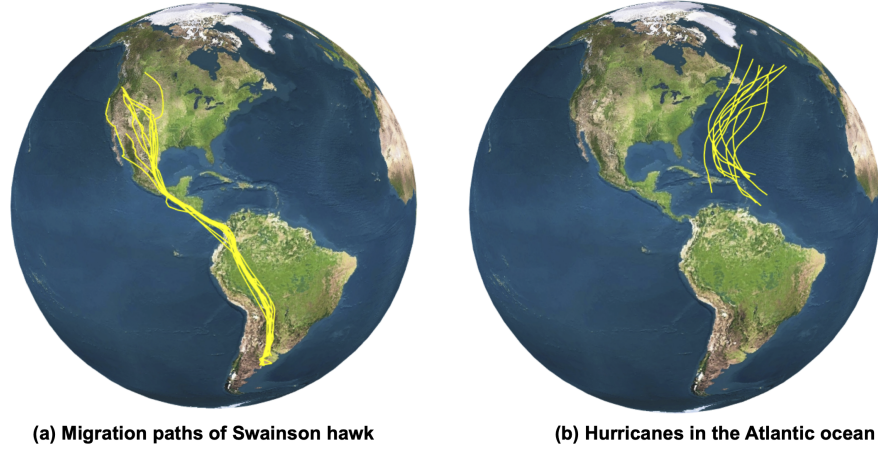 (a) Migration paths of Swainson hawk
(b) Hurricanes in the Atlantic ocean